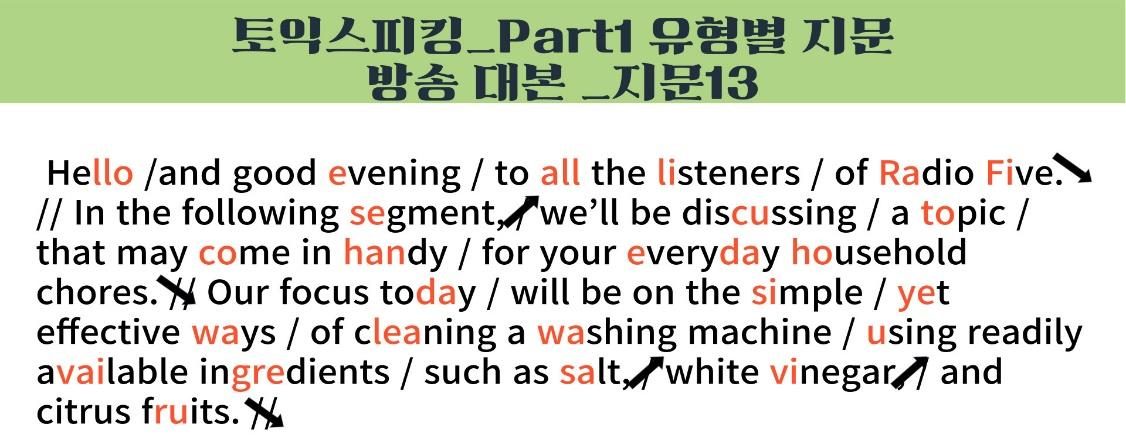 토익스피킹_Part1 유형별 지문
방송 대본 _지문13
Hello /and good evening / to all the listeners / of Radio Five.
// In the following segment, / we’ll be discussing / a topic /
that may come in handy / for your everyday household
chores. // Our focus today / will be on the simple / yet
effective ways / of cleaning a washing machine / using readily
available ingredients / such as salt, / white vinegar, / and
citrus fruits. //